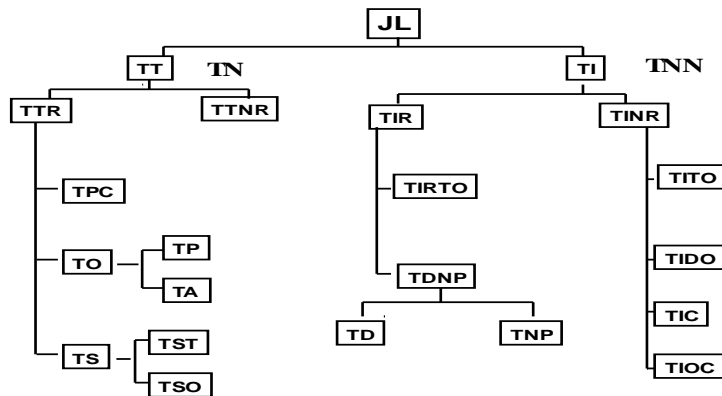 JL
TT TN TI TNN
TTR TTNR TIR TINR
TPC TIRTO TITO
TO TP TDNP TIDO
TA
TD TNP TIC
TS TST TIOC
TSO